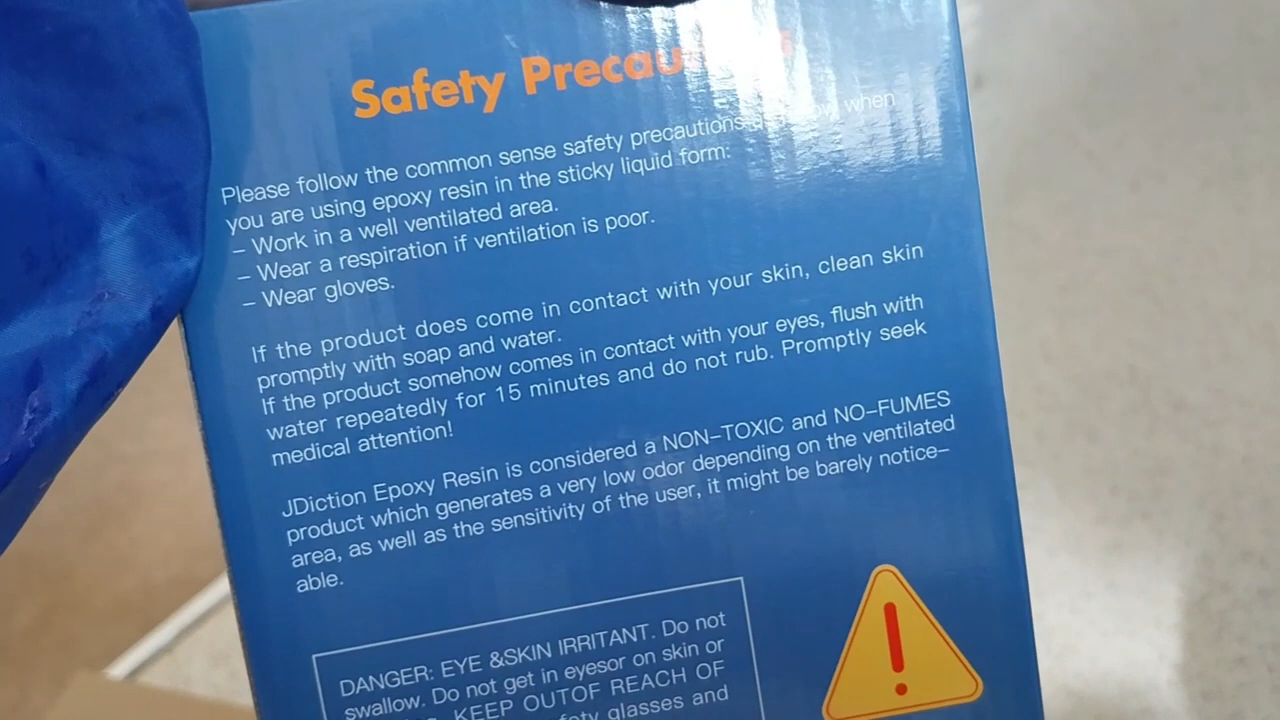 Safety
Please follow the common sense safety precautions when
you are using epoxy resin in the sticky liquid form:
– Work in a well ventilated area.
– Wear a respiration if ventilation is poor.
– Wear gloves.
If the product does come in contact with your skin, clean skin
promptly with soap and water.
If the product somehow comes in contact with your eyes, flush with
water repeatedly for 15 minutes and do not rub. Promptly seek
medical attention!
JDiction Epoxy Resin is considered a NON–TOXIC and NO–FUMES
product which generates a very low odor depending on the ventilated
area, as well as the sensitivity of the user, it might be barely notice–
able.
DANGER: EYE &SKIN IRRITANT. Do not
swallow. Do not get in eyesor on skin or
KEEP OUTOF REACH OF
glasses and